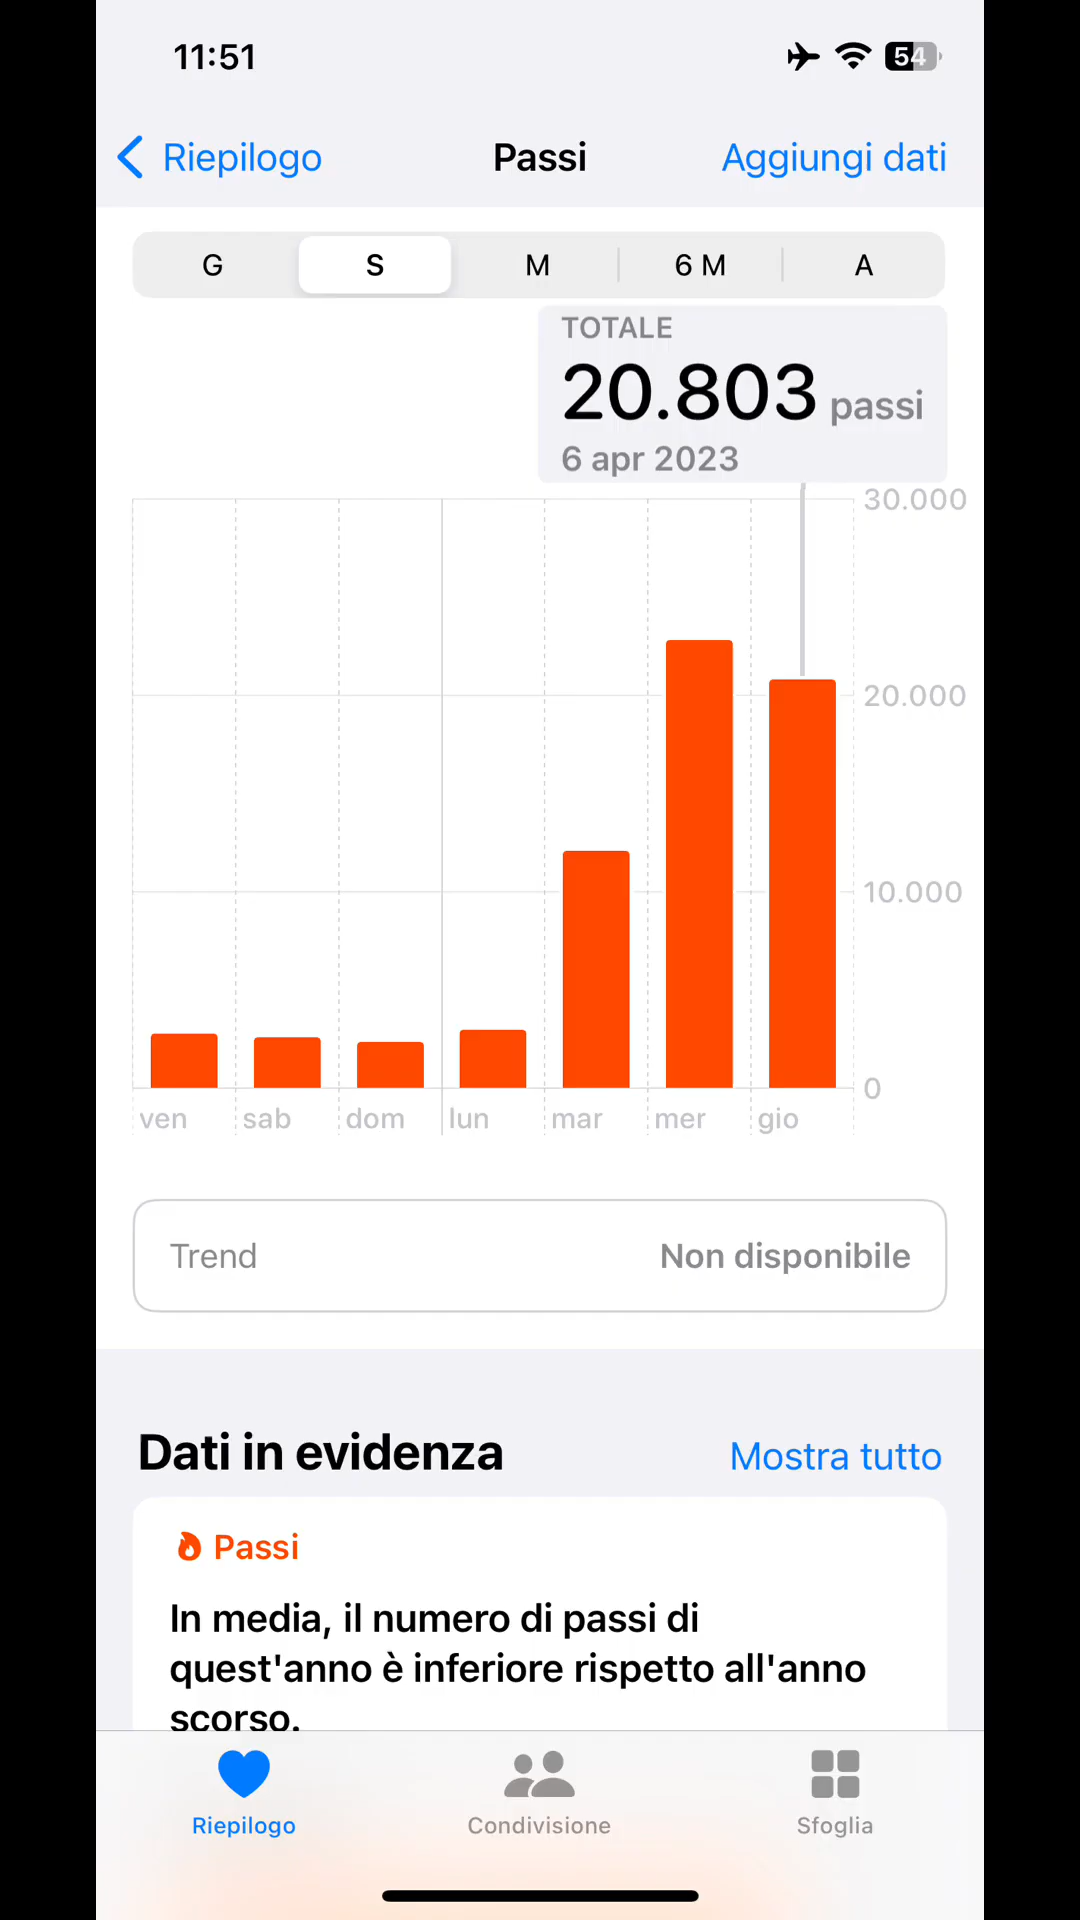 11:51
54
Riepilogo
Passi
Aggiungi dati
G
S
M
6 M
A
TOTALE
20.803 passi
6 apr 2023
30.000
20.000
10.000
0
ven
sab
dom
lun
mar
mer
gio
Trend
Non disponibile
Dati in evidenza
Mostra tutto
Passi
In media, il numero di passi di
quest'anno è inferiore rispetto all'anno
scorso.
Riepilogo
Condivisione
Sfoglia